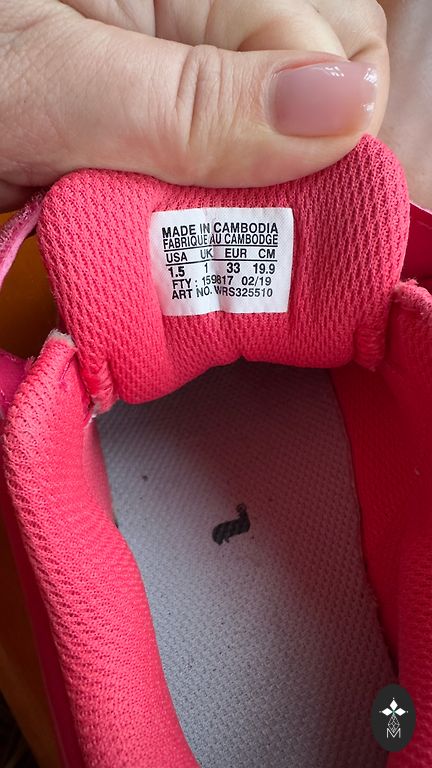 MADE IN CAMBODIA
FABRIQUE AU CAMBODGE
USA UK EUR CM
1.5 1 33 19.9
FTY : 159817 02/19
ART NO. WRS325510